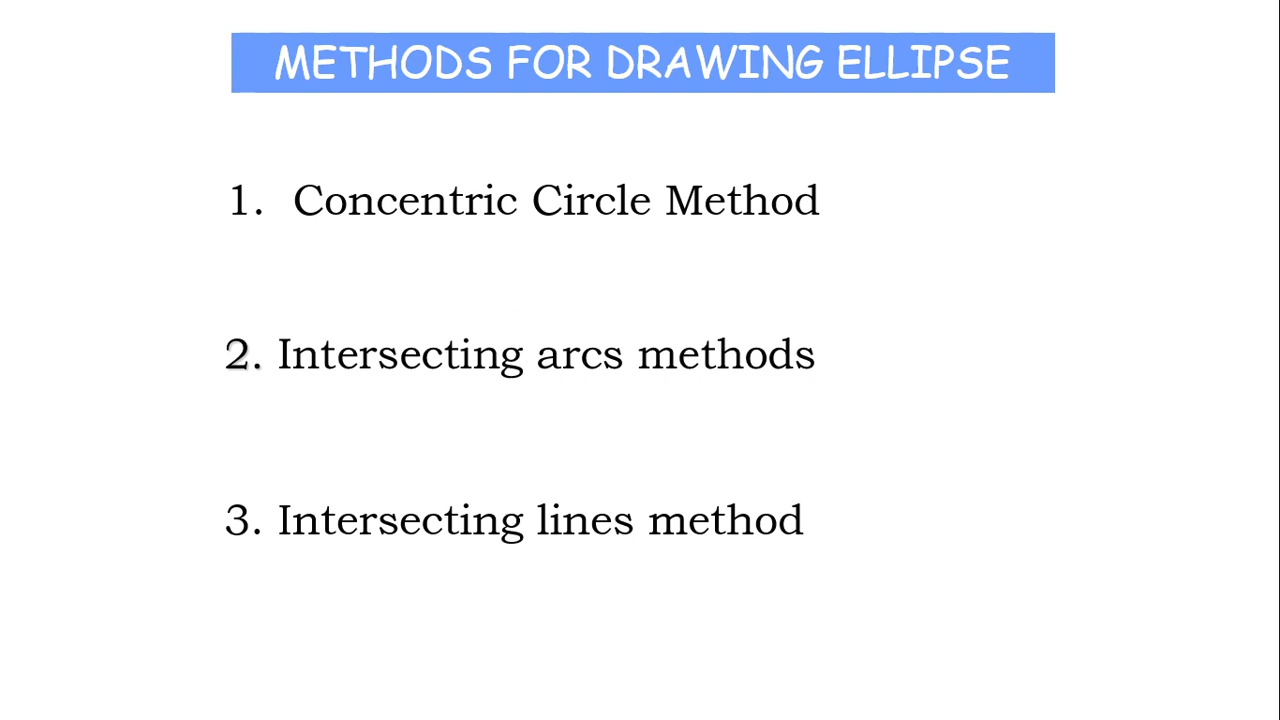 METHODS FOR DRAWING ELLIPSE
1. Concentric Circle Method
2. Intersecting arcs methods
3. Intersecting lines method